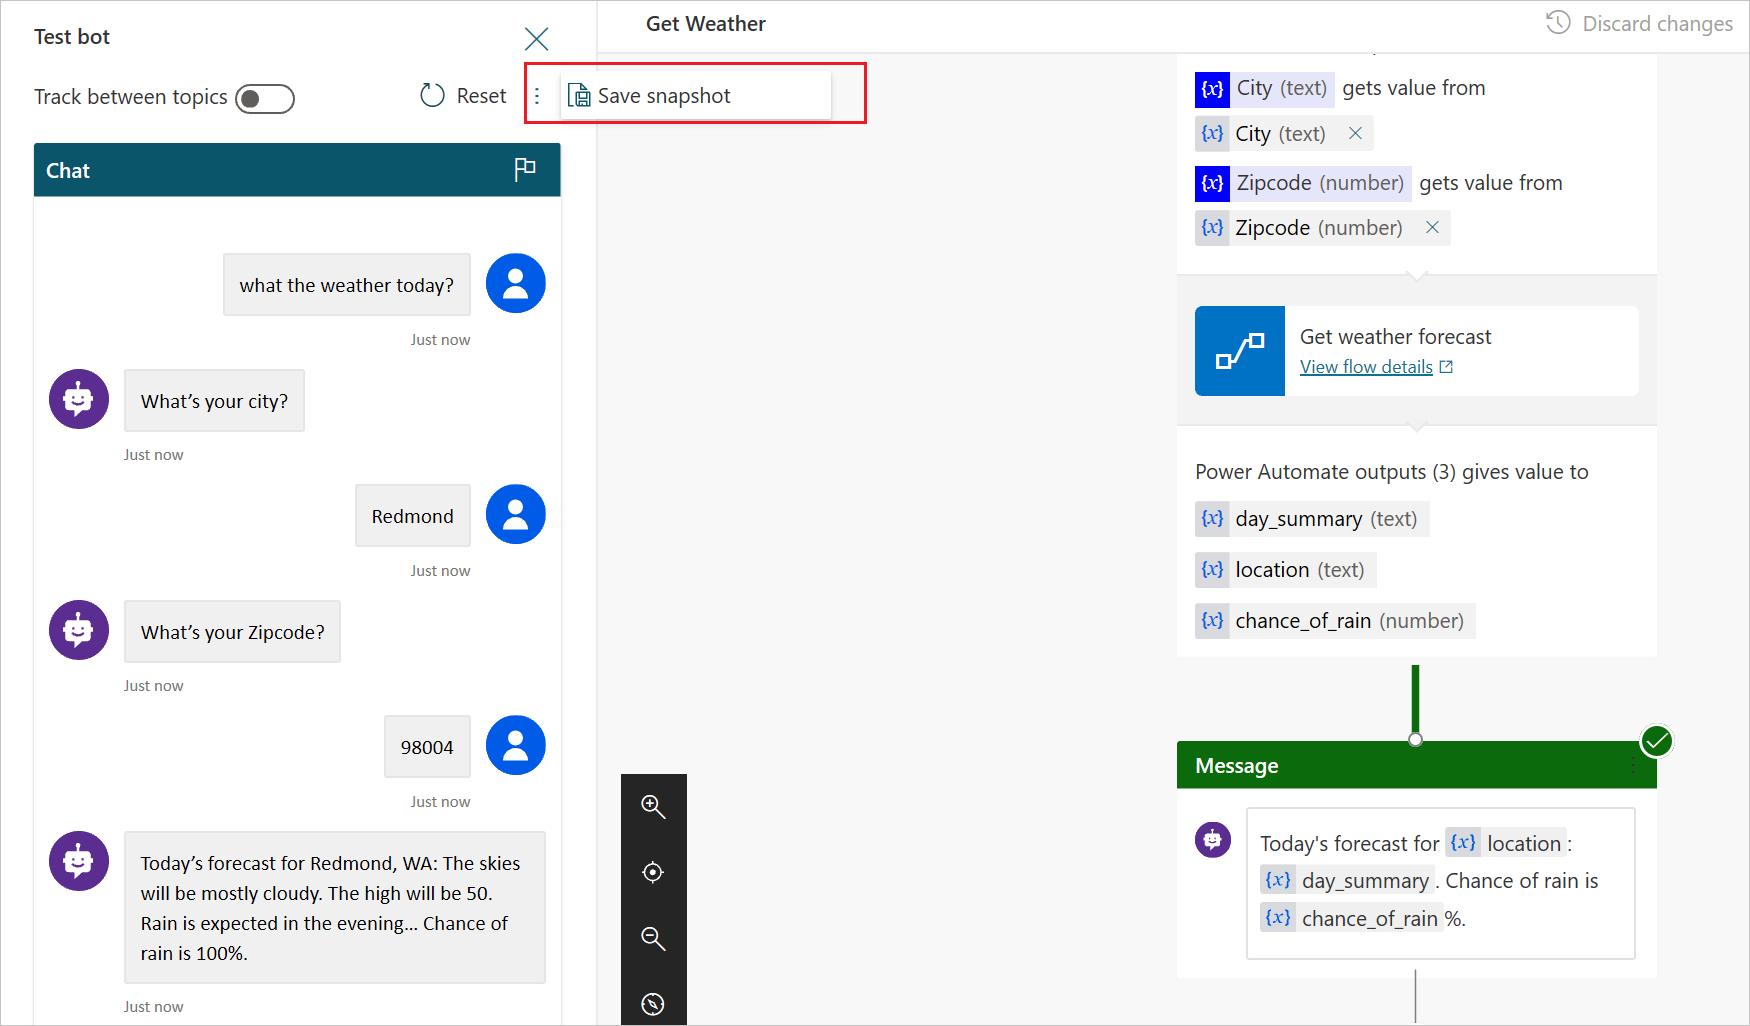 Test bot
Get Weather
Discard changes
Track between topics
Reset
Save snapshot
Chat
what the weather today?
Just now
What's your city?
Just now
Redmond
Just now
What's your Zipcode?
Just now
98004
Just now
Today's forecast for Redmond, WA: The skies
will be mostly cloudy. The high will be 50.
Rain is expected in the evening... Chance of
rain is 100%.
Just now
{x} City (text) gets value from
{x} City (text)
{x} Zipcode (number) gets value from
{x} Zipcode (number)
Get weather forecast
View flow details
Power Automate outputs (3) gives value to
{x} day_summary (text)
{x} location (text)
{x} chance_of_rain (number)
Message
Today's forecast for {x} location :
{x} day_summary . Chance of rain is
{x} chance_of_rain %.